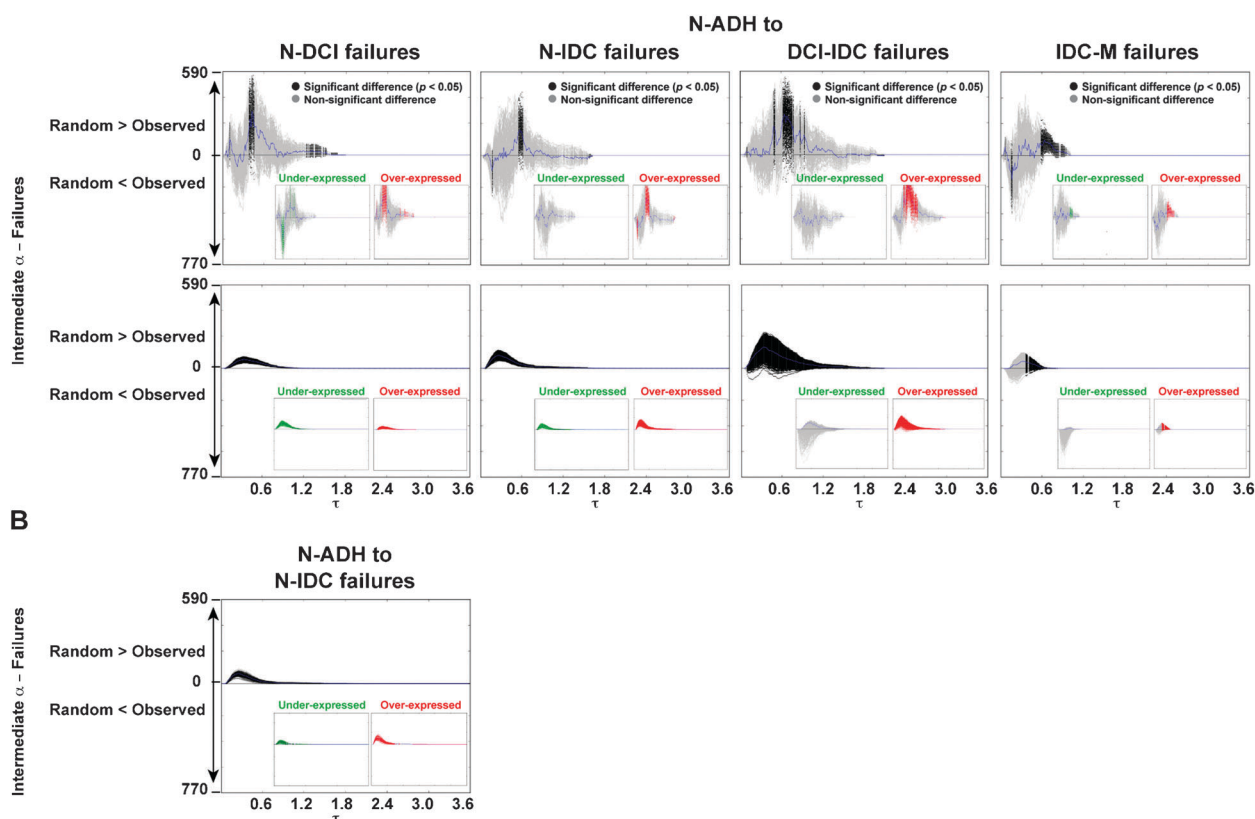 N-ADH to
N-DCI failures
N-IDC failures
DCI-IDC failures
IDC-M failures
Intermediate α – Failures
590
Random > Observed
0
Random < Observed
770
Significant difference (p < 0.05)
Non-significant difference
Under-expressed
Over-expressed
Significant difference (p < 0.05)
Non-significant difference
Under-expressed
Over-expressed
Significant difference (p < 0.05)
Non-significant difference
Under-expressed
Over-expressed
Significant difference (p < 0.05)
Non-significant difference
Under-expressed
Over-expressed
590
Random > Observed
0
Random < Observed
770
Under-expressed
Over-expressed
Under-expressed
Over-expressed
Under-expressed
Over-expressed
Under-expressed
Over-expressed
0.6 1.2 1.8 2.4 3.0 3.6
τ
0.6 1.2 1.8 2.4 3.0 3.6
τ
0.6 1.2 1.8 2.4 3.0 3.6
τ
0.6 1.2 1.8 2.4 3.0 3.6
τ
B
N-ADH to
N-IDC failures
Intermediate α – Failures
590
Random > Observed
0
Random < Observed
770
Under-expressed
Over-expressed
0.6 1.2 1.8 2.4 3.0 3.6
τ